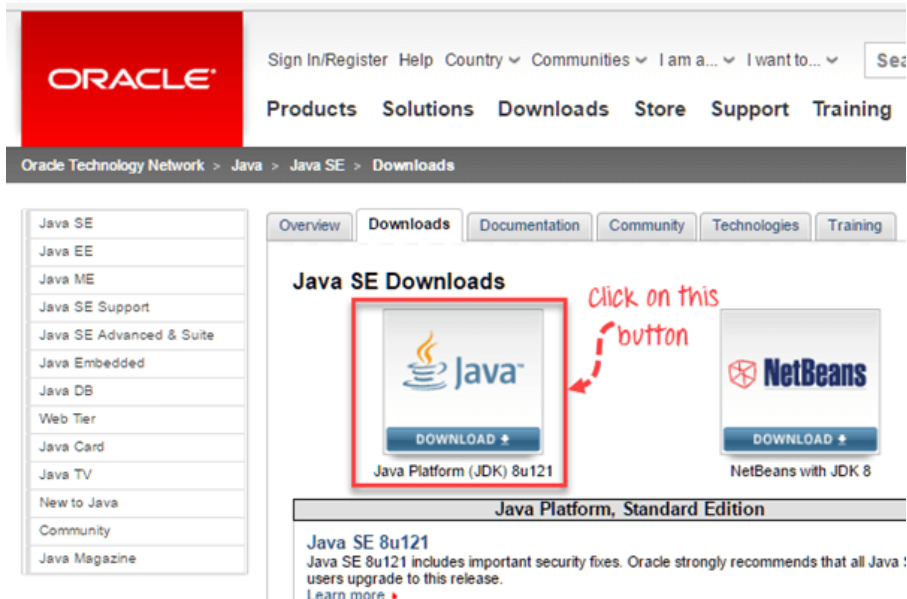 ORACLE
Sign In/Register Help Country Communities I am a... I want to...
Products Solutions Downloads Store Support Training
Oracle Technology Network > Java > Java SE > Downloads
Java SE
Java EE
Java ME
Java SE Support
Java SE Advanced & Suite
Java Embedded
Java DB
Web Tier
Java Card
Java TV
New to Java
Community
Java Magazine
Overview Downloads Documentation Community Technologies Training
Java SE Downloads
Click on this
button
Java
DOWNLOAD
Java Platform (JDK) 8u121
NetBeans
DOWNLOAD
NetBeans with JDK 8
Java Platform, Standard Edition
Java SE 8u121
Java SE 8u121 includes important security fixes. Oracle strongly recommends that all Java
users upgrade to this release.
Learn more